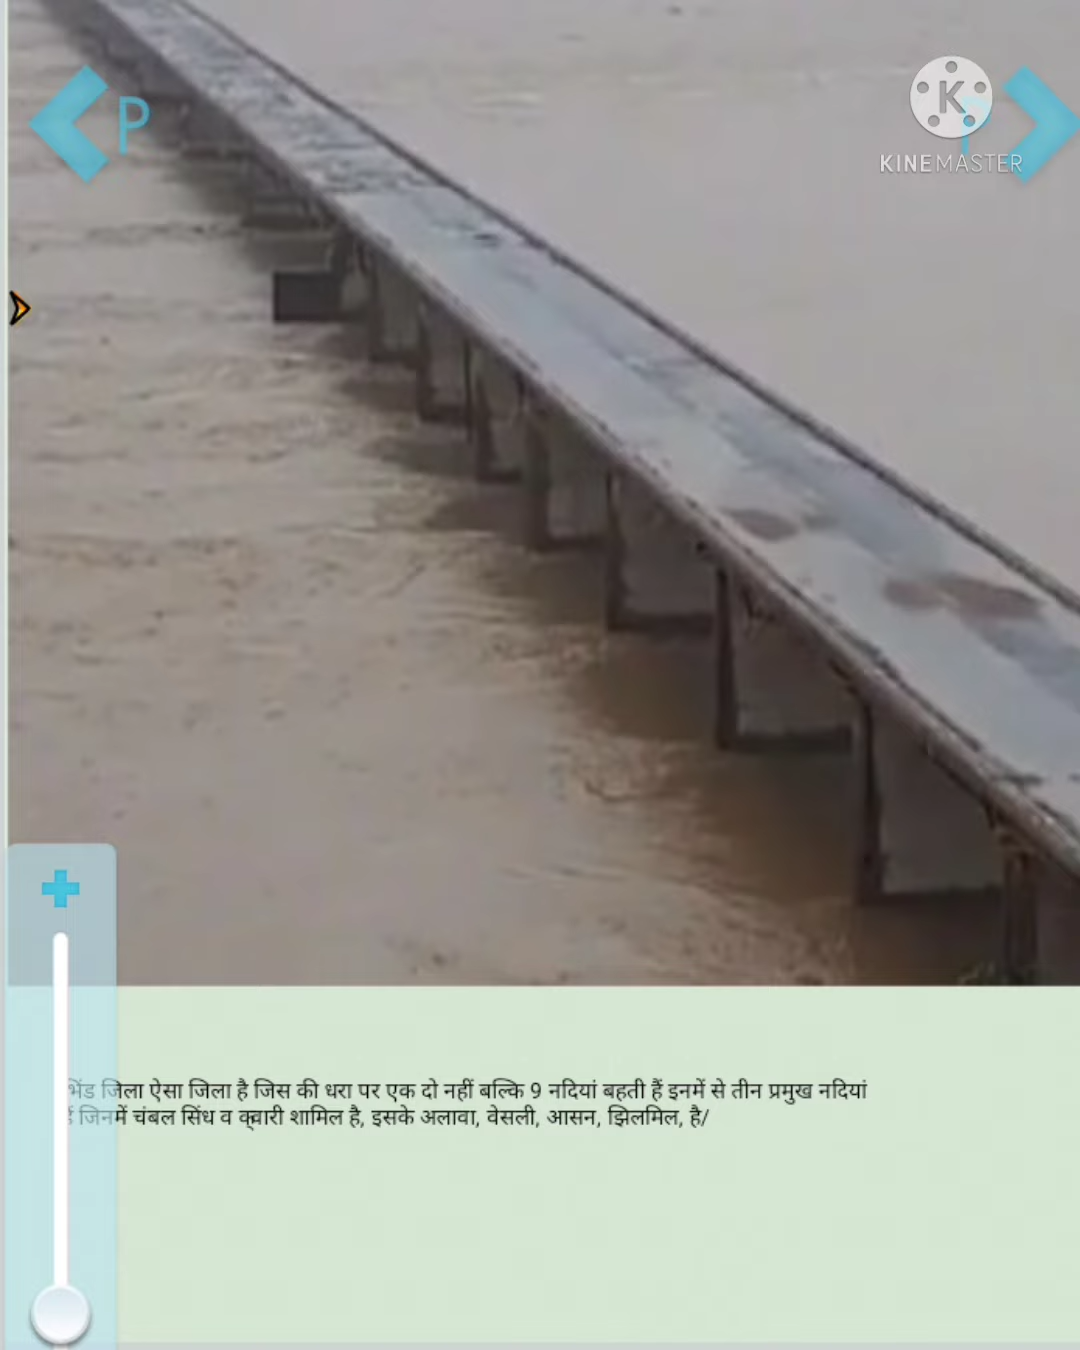 P
KINEMASTER
भिंड जिला ऐसा जिला है जिस की धरा पर एक दो नहीं बल्कि 9 नदियां बहती हैं इनमें से तीन प्रमुख नदियां
हैं जिनमें चंबल सिंध व क्वारी शामिल है, इसके अलावा, वेसली, आसन, झिलमिल, है/